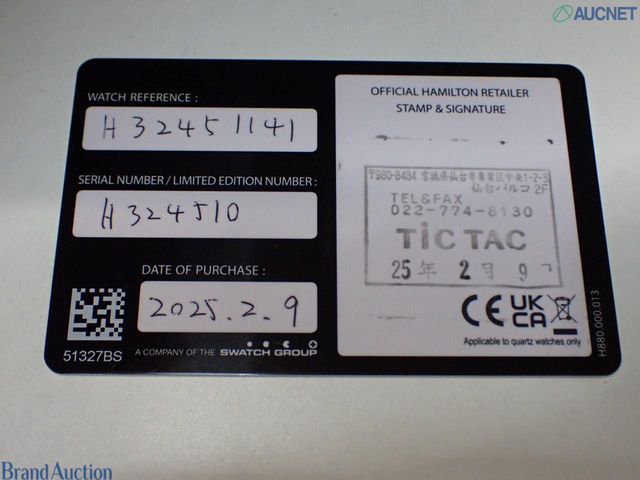 AUCNET
WATCH REFERENCE :
H32451141
SERIAL NUMBER / LIMITED EDITION NUMBER :
H324510
DATE OF PURCHASE :
2025.2.9
51327BS
A COMPANY OF THE SWATCH GROUP
OFFICIAL HAMILTON RETAILER
STAMP & SIGNATURE
〒980-8484 宮城県仙台市青葉区中央1-2-3
仙台パルコ 2F
TEL&FAX
022-774-8130
TiC TAC
25年 2月 9
CE UK CA
Applicable to quartz watches only
H880.000.013
Brand Auction